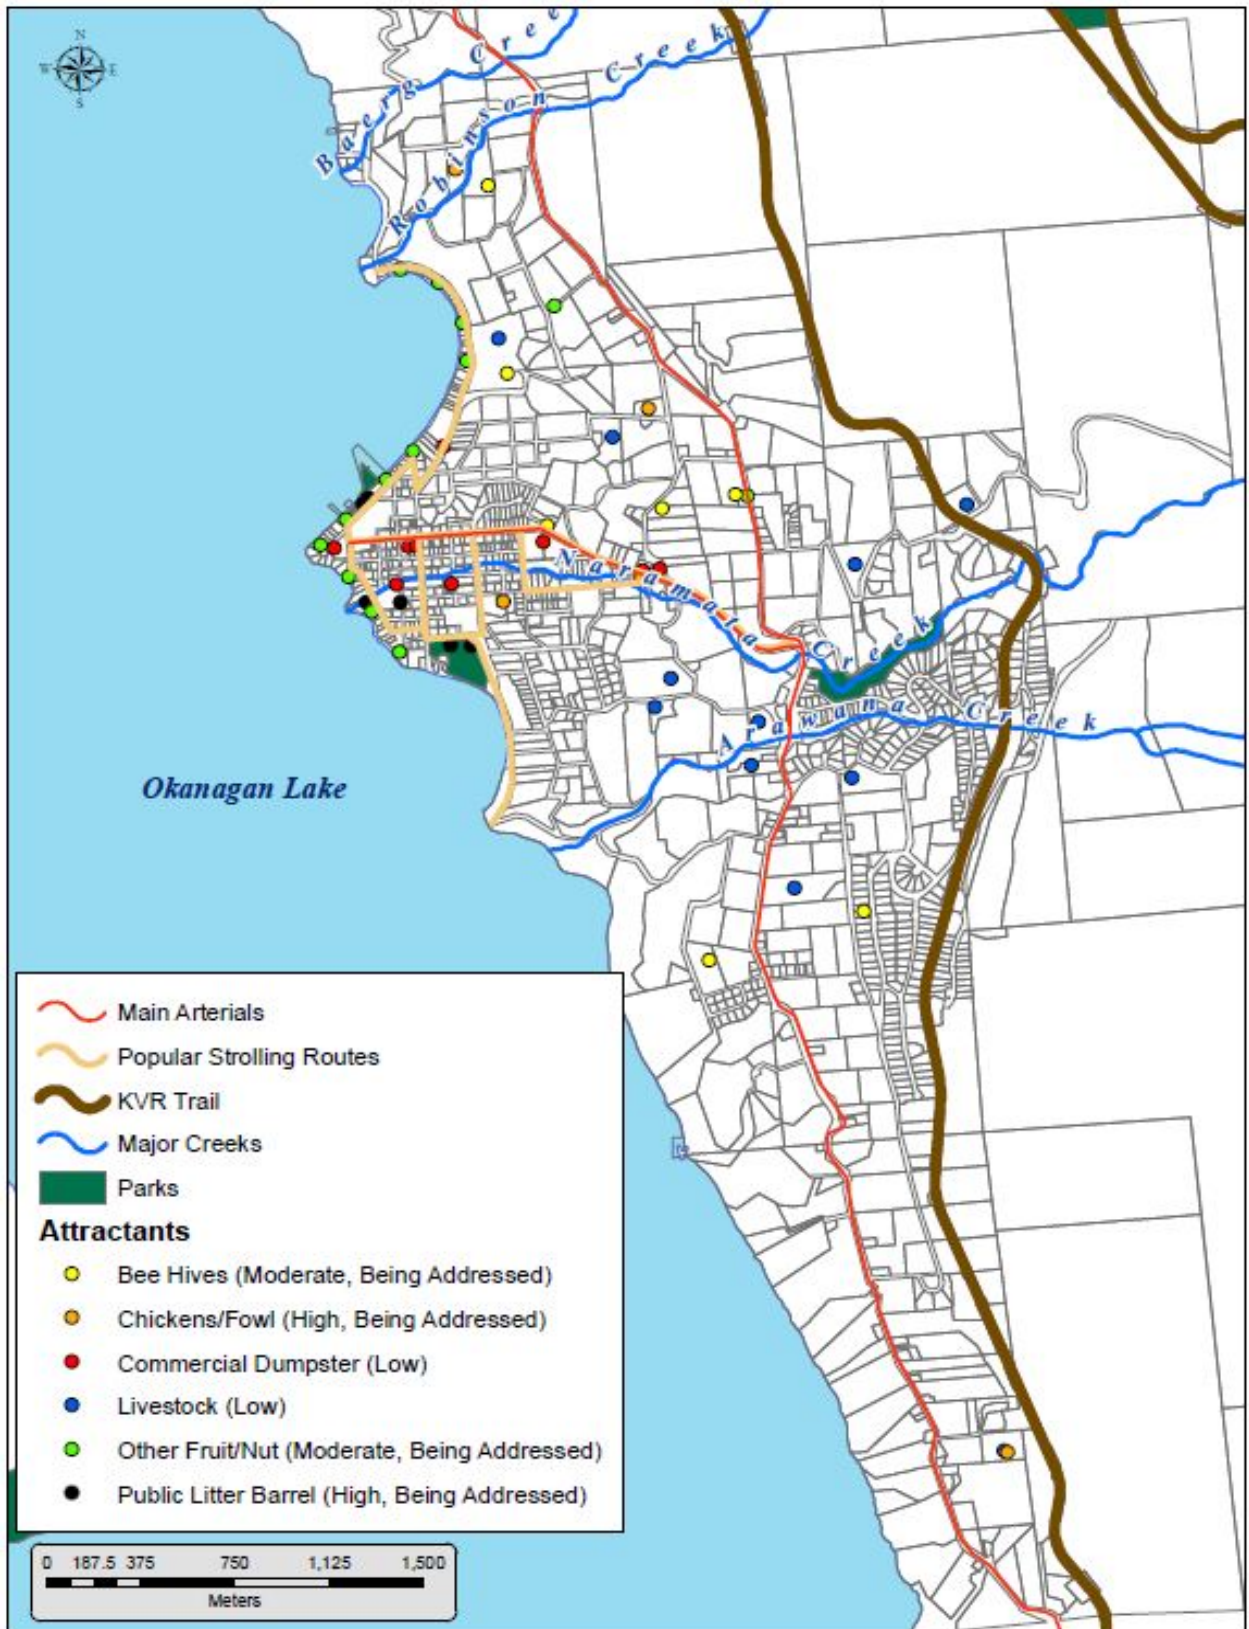 N
W E
S
Baerg Cree
Robinson Creek
Naramata Creek
Arawana Creek
Okanagan Lake
Main Arterials
Popular Strolling Routes
KVR Trail
Major Creeks
Parks
Attractants
Bee Hives (Moderate, Being Addressed)
Chickens/Fowl (High, Being Addressed)
Commercial Dumpster (Low)
Livestock (Low)
Other Fruit/Nut (Moderate, Being Addressed)
Public Litter Barrel (High, Being Addressed)
0 187.5 375 750 1,125 1,500
Meters